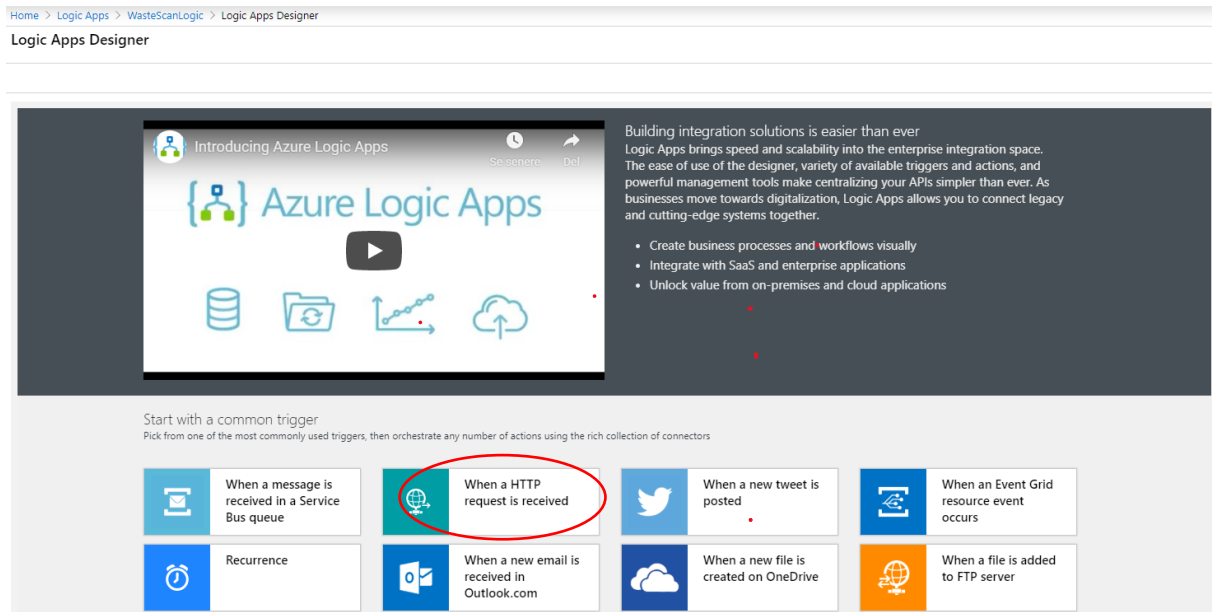 Home > Logic Apps > WasteScanLogic > Logic Apps Designer
Logic Apps Designer
Introducing Azure Logic Apps
Se senere
Del
Azure Logic Apps
Building integration solutions is easier than ever
Logic Apps brings speed and scalability into the enterprise integration space.
The ease of use of the designer, variety of available triggers and actions, and
powerful management tools make centralizing your APIs simpler than ever. As
businesses move towards digitalization, Logic Apps allows you to connect legacy
and cutting-edge systems together.
• Create business processes and workflows visually
• Integrate with SaaS and enterprise applications
• Unlock value from on-premises and cloud applications
Start with a common trigger
Pick from one of the most commonly used triggers, then orchestrate any number of actions using the rich collection of connectors
When a message is
received in a Service
Bus queue
When a HTTP
request is received
When a new tweet is
posted
When an Event Grid
resource event
occurs
Recurrence
When a new email is
received in
Outlook.com
When a new file is
created on OneDrive
When a file is added
to FTP server